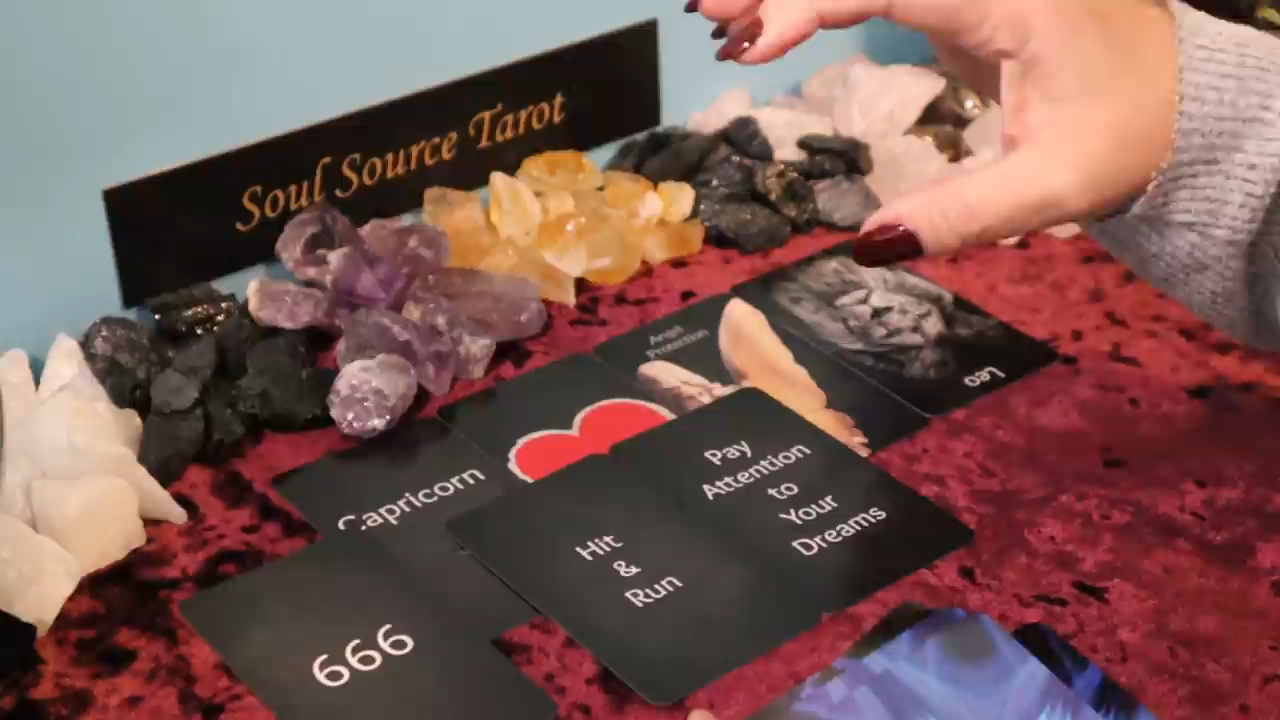 Soul Source Tarot
Angel
Protection
Leo
Capricorn
Pay
Attention
to
Your
Dreams
Hit
&
Run
666